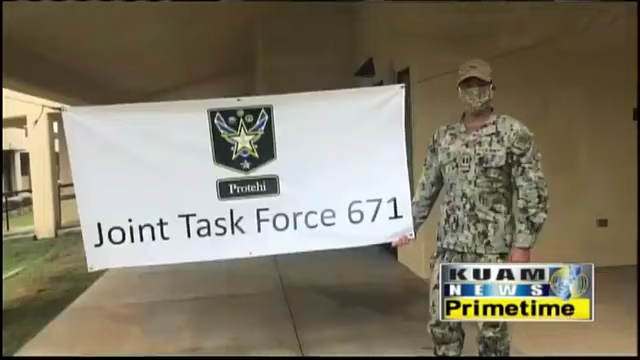 Protehi
Joint Task Force 671
KUAM
NEWS
Primetime